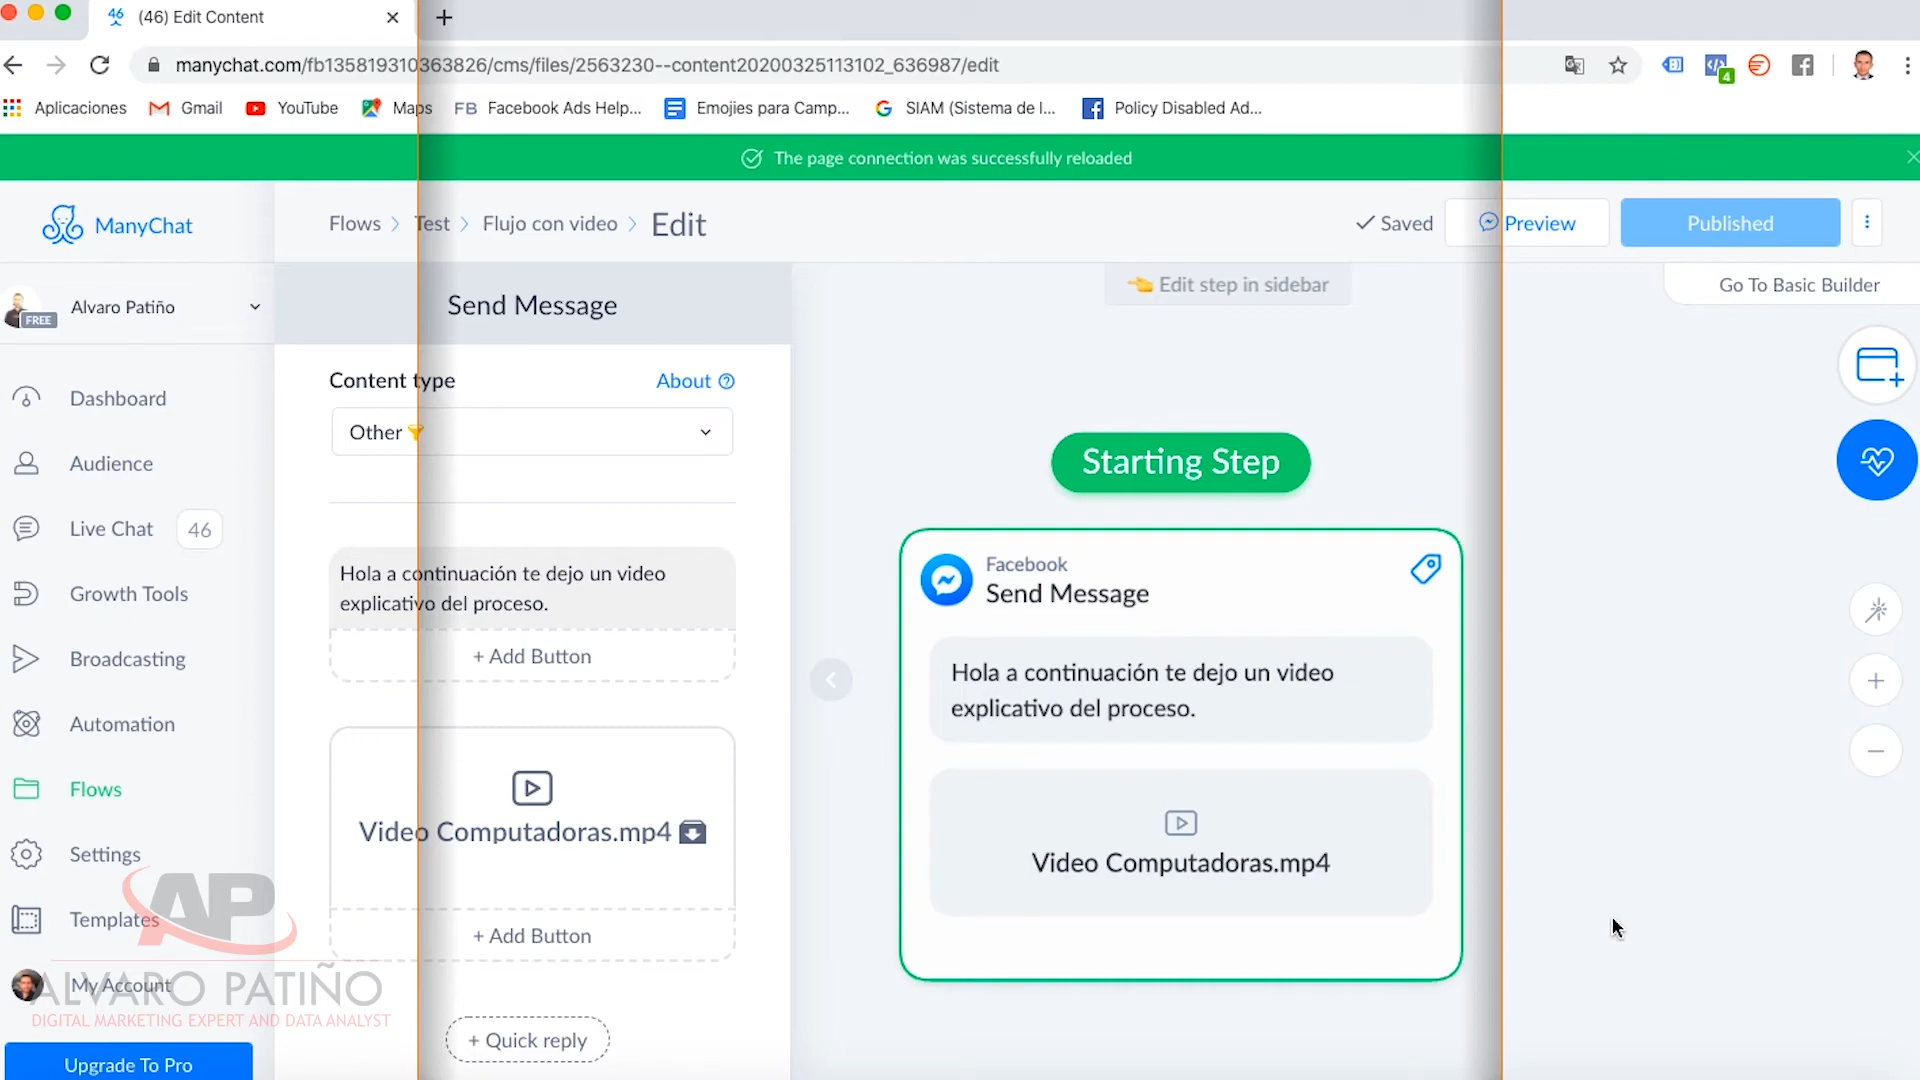 46
(46) Edit Content
manychat.com/fb135819310363826/cms/files/2563230--content20200325113102_636987/edit
4
Aplicaciones
Gmail
YouTube
Maps
FB Facebook Ads Help...
Emojies para Camp...
SIAM (Sistema de I...
Policy Disabled Ad...
The page connection was successfully reloaded
ManyChat
Flows > Test > Flujo con video > Edit
Saved
Preview
Published
Edit step in sidebar
Go To Basic Builder
Alvaro Patiño
FREE
Dashboard
Audience
Live Chat 46
Growth Tools
Broadcasting
Automation
Flows
Settings
Templates
My Account
Upgrade To Pro
AP
ALVARO PATIÑO
DIGITAL MARKETING EXPERT AND DATA ANALYST
Send Message
Content type
About
Other
Hola a continuación te dejo un video
explicativo del proceso.
+ Add Button
Video Computadoras.mp4
+ Add Button
+ Quick reply
Starting Step
Facebook
Send Message
Hola a continuación te dejo un video
explicativo del proceso.
Video Computadoras.mp4